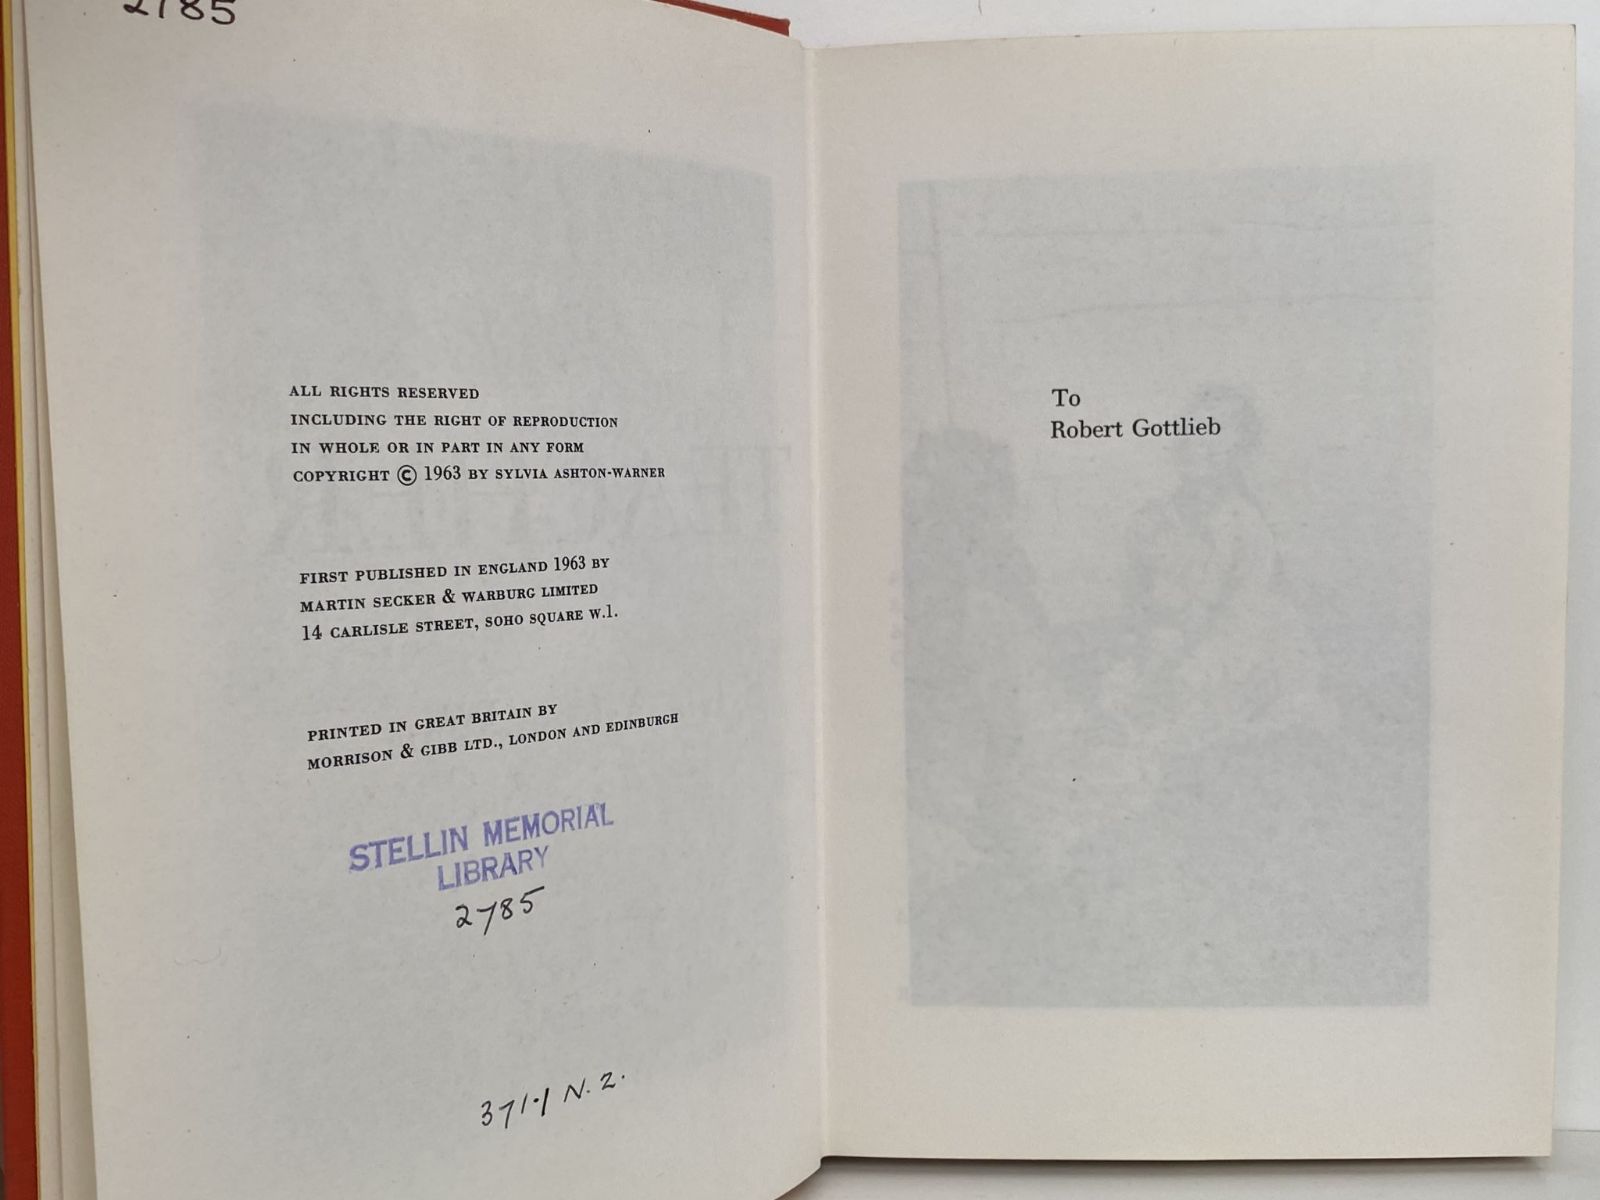 2785
ALL RIGHTS RESERVED
INCLUDING THE RIGHT OF REPRODUCTION
IN WHOLE OR IN PART IN ANY FORM
COPYRIGHT © 1963 BY SYLVIA ASHTON-WARNER
FIRST PUBLISHED IN ENGLAND 1963 BY
MARTIN SECKER & WARBURG LIMITED
14 CARLISLE STREET, SOHO SQUARE W.1.
PRINTED IN GREAT BRITAIN BY
MORRISON & GIBB LTD., LONDON AND EDINBURGH
STELLIN MEMORIAL
LIBRARY
2785
371.1 N.Z.
To
Robert Gottlieb